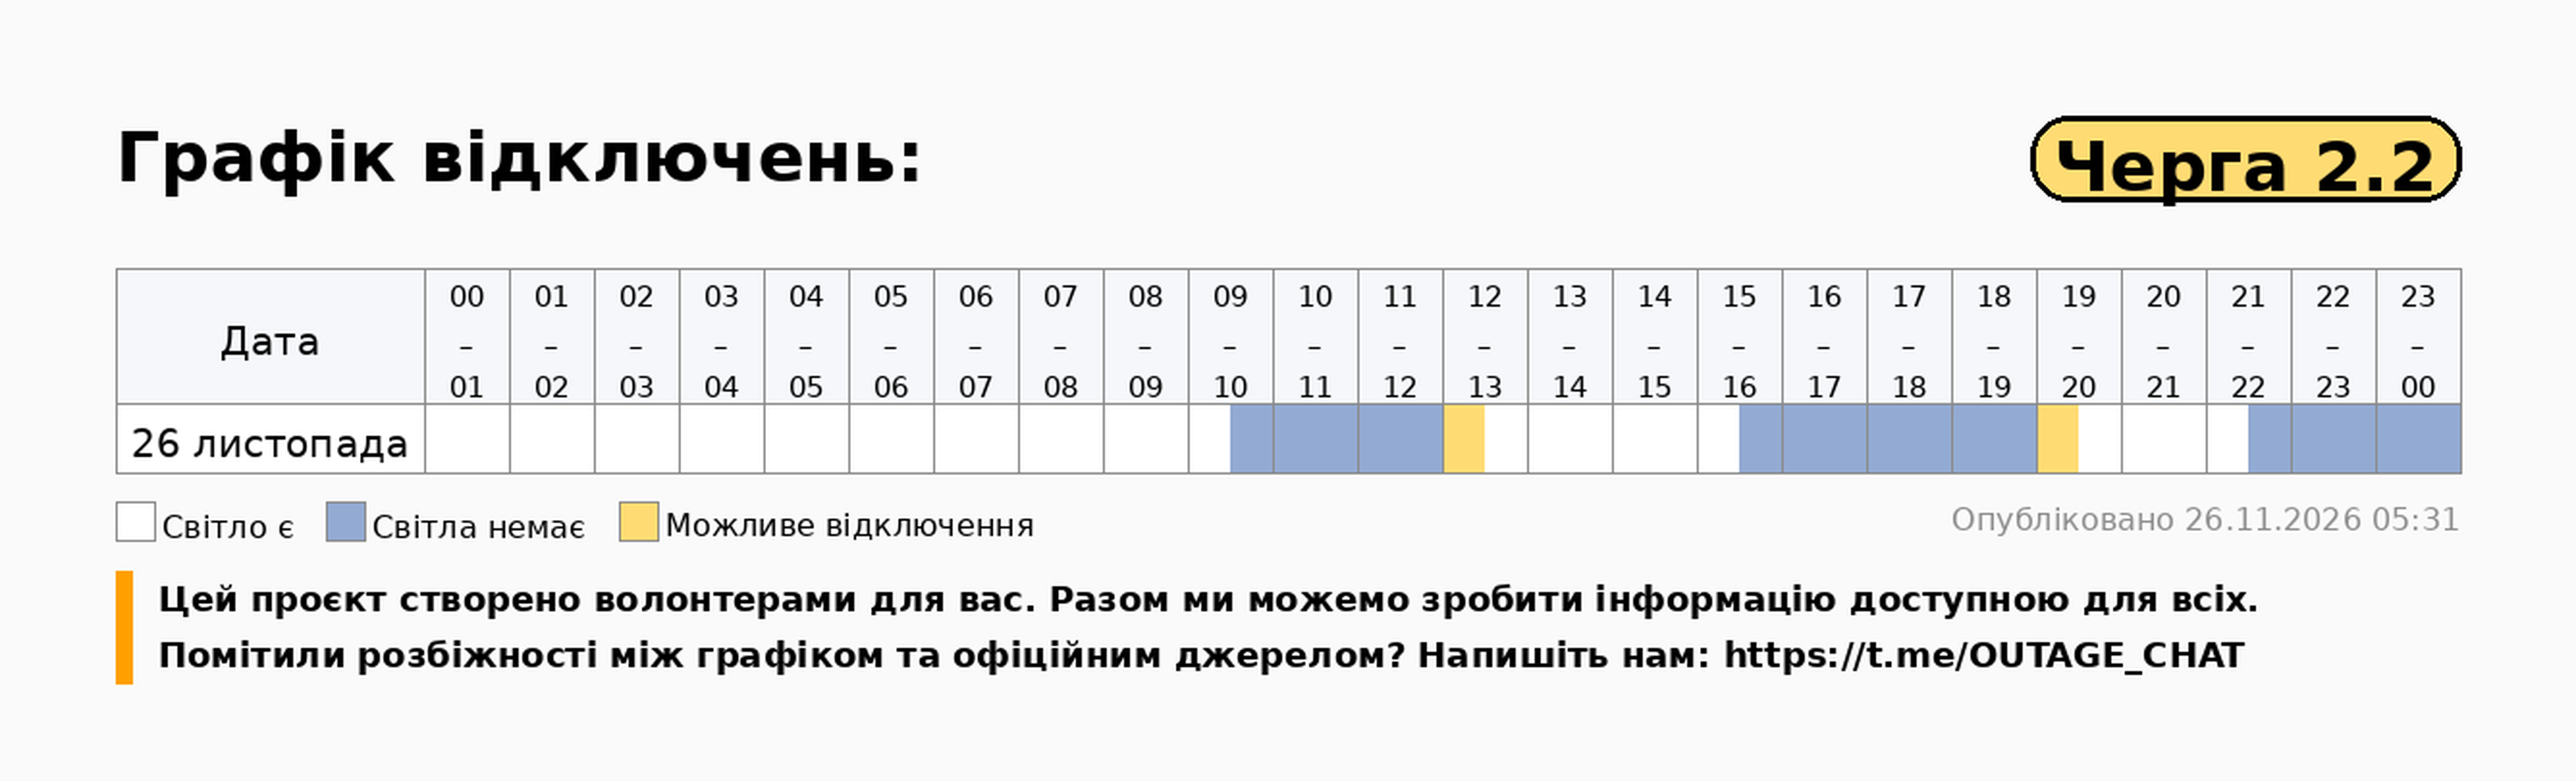 Графік відключень:
Черга 2.2
Дата
00 – 01
01 – 02
02 – 03
03 – 04
04 – 05
05 – 06
06 – 07
07 – 08
08 – 09
09 – 10
10 – 11
11 – 12
12 – 13
13 – 14
14 – 15
15 – 16
16 – 17
17 – 18
18 – 19
19 – 20
20 – 21
21 – 22
22 – 23
23 – 00
26 листопада
Світло є
Світла немає
Можливе відключення
Опубліковано 26.11.2026 05:31
Цей проєкт створено волонтерами для вас. Разом ми можемо зробити інформацію доступною для всіх.
Помітили розбіжності між графіком та офіційним джерелом? Напишіть нам: https://t.me/OUTAGE_CHAT